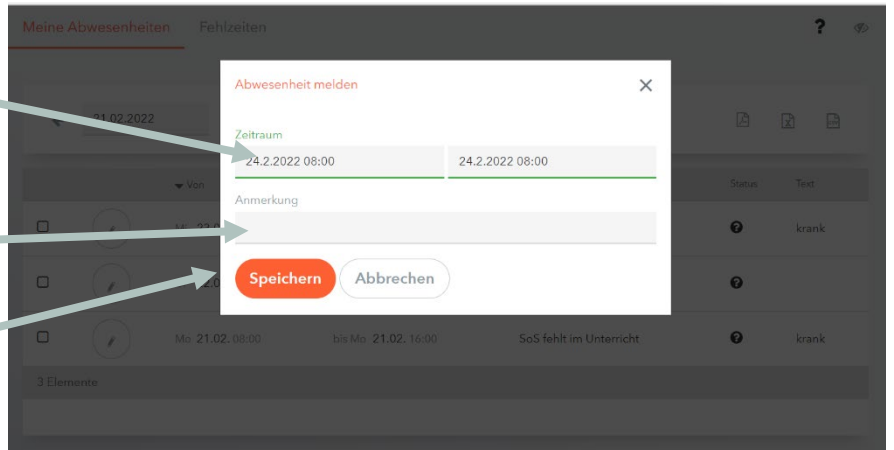 Meine Abwesenheiten Fehlzeiten ?
Abwesenheit melden
21.02.2022
Zeitraum
24.2.2022 08:00 24.2.2022 08:00
Von Status Text
Anmerkung
krank
Speichern Abbrechen
Mo 21.02. 08:00 bis Mo 21.02. 16:00 SoS fehlt im Unterricht krank
3 Elemente